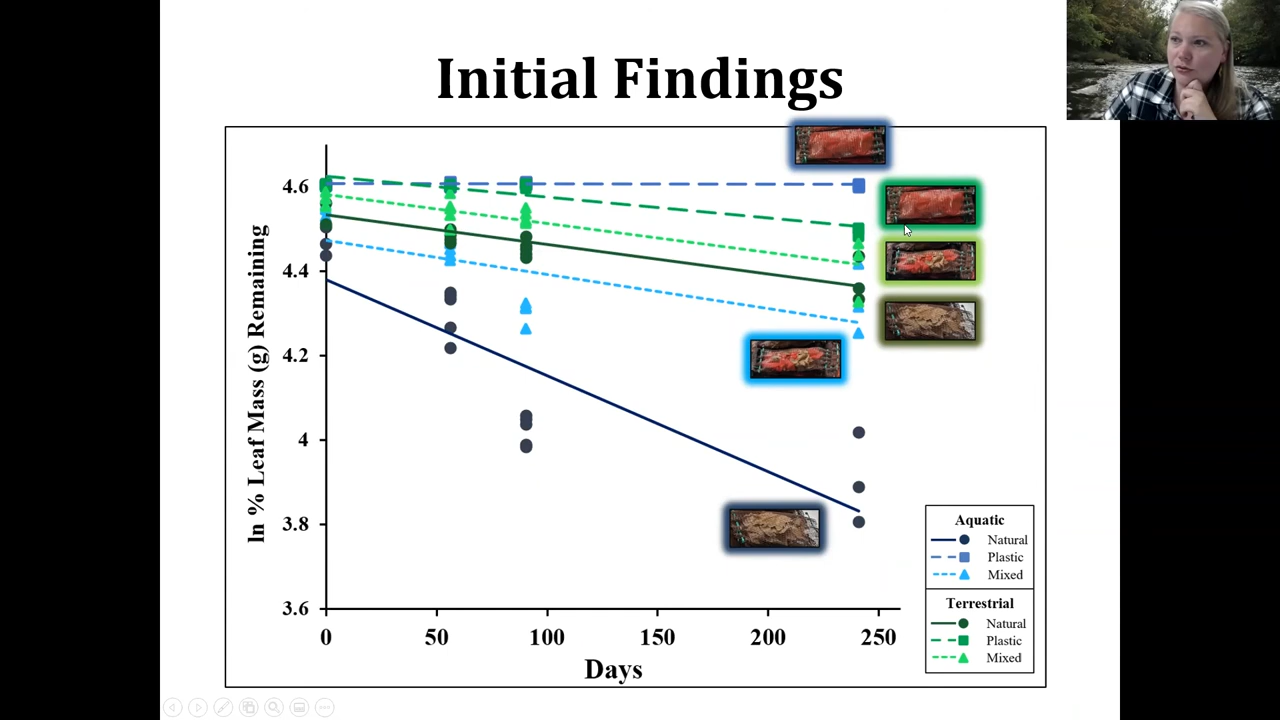 Initial Findings
ln % Leaf Mass (g) Remaining
4.6
4.4
4.2
4
3.8
3.6
0 50 100 150 200 250
Days
Aquatic
Natural
Plastic
Mixed
Terrestrial
Natural
Plastic
Mixed